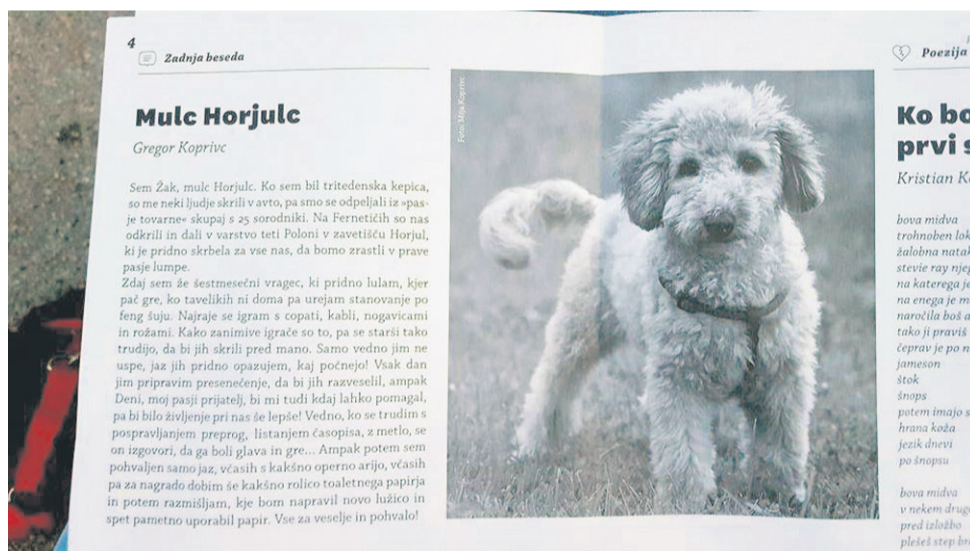 4
Zadnja beseda
Mulc Horjulc
Gregor Koprivc
Sem Žak, mulc Horjulc. Ko sem bil tritedenska kepica,
so me neki ljudje skrili v avto, pa smo se odpeljali iz »pas-
je tovarne« skupaj s 25 sorodniki. Na Fernetičih so nas
odkrili in dali v varstvo teti Poloni v zavetišču Horjul,
ki je pridno skrbela za vse nas, da bomo zrastli v prave
pasje lumpe.
Zdaj sem že šestmesečni vragec, ki pridno lulam, kjer
pač gre, ko tavelikih ni doma pa urejam stanovanje po
feng šuju. Najraje se igram s copati, kabli, nogavicami
in rožami. Kako zanimive igrače so to, pa se starši tako
trudijo, da bi jih skrili pred mano. Samo vedno jim ne
uspe, jaz jih pridno opazujem, kaj počnejo! Vsak dan
jim pripravim presenečenje, da bi jih razveselil, ampak
Deni, moj pasji prijatelj, bi mi tudi kdaj lahko pomagal,
pa bi bilo življenje pri nas še lepše! Vedno, ko se trudim s
pospravljanjem preprog, listanjem časopisa, z metlo, se
on izgovori, da ga boli glava in gre... Ampak potem sem
pohvaljen samo jaz, včasih s kakšno operno arijo, včasih
pa za nagrado dobim še kakšno rolico toaletnega papirja
in potem razmišljam, kje bom napravil novo lužico in
spet pametno uporabil papir. Vse za veselje in pohvalo!
Foto: Mija Koprivc
Poezija
Ko bo
prvi s
Kristian Ko
bova midva
trohnoben lok
žalobna natak
stevie ray njeg
na katerega je
na enega je m
naročila boš a
tako ji praviš
čeprav je po n
jameson
štok
šnops
potem imajo s
hrana koža
jezik dnevi
po šnopsu
bova midva
v nekem drug
pred izložbo
plešeš step br